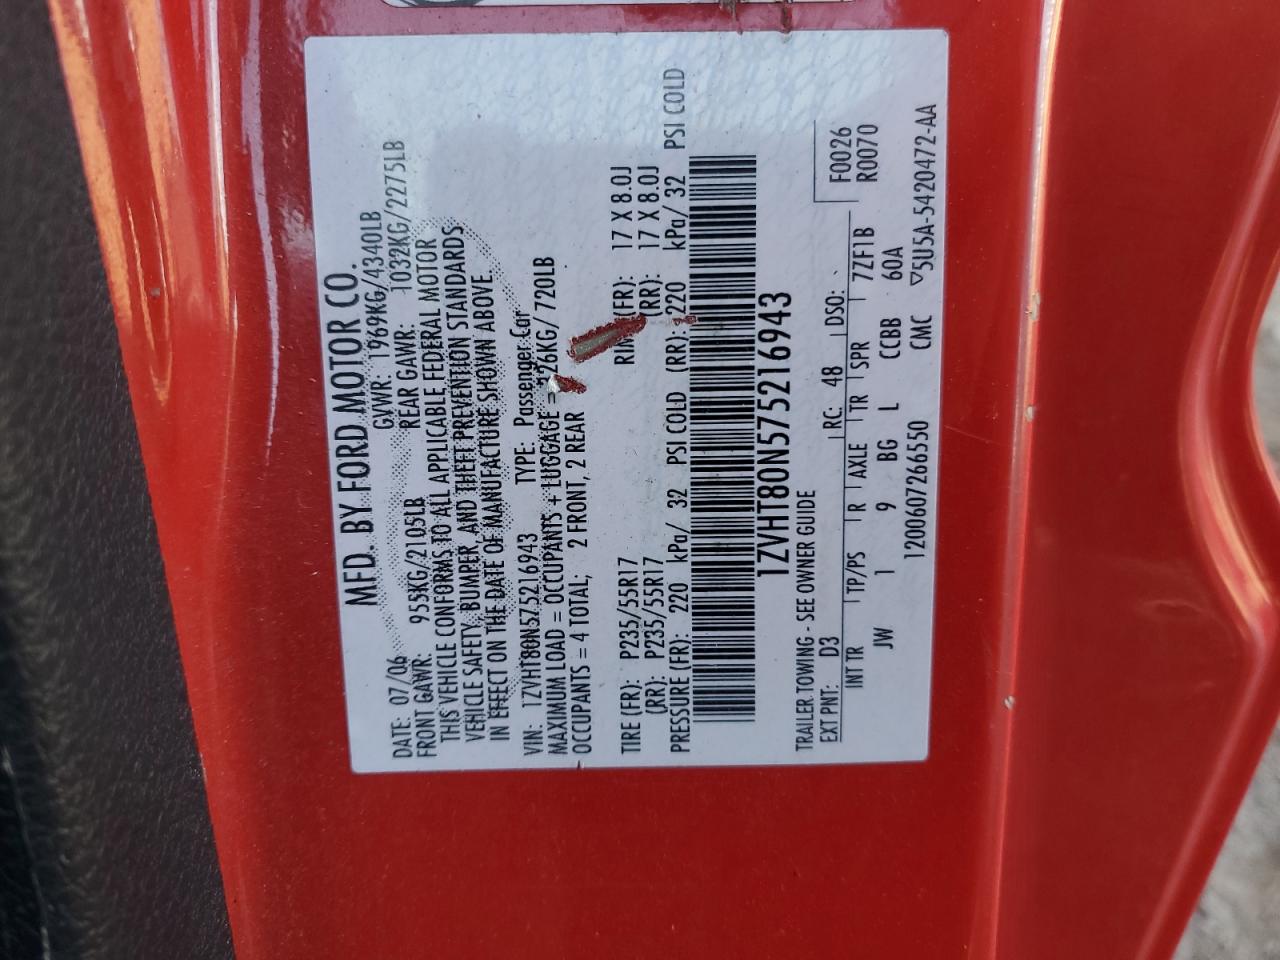 MFD. BY FORD MOTOR CO.
DATE: 07/06 GVWR: 1969KG/4340LB
FRONT GAWR: 955KG/2105LB REAR GAWR: 1032KG/2275LB
THIS VEHICLE CONFORMS TO ALL APPLICABLE FEDERAL MOTOR
VEHICLE SAFETY, BUMPER, AND THEFT PREVENTION STANDARDS
IN EFFECT ON THE DATE OF MANUFACTURE SHOWN ABOVE.
VIN: 1ZVHT80N575216943 TYPE: Passenger Car
MAXIMUM LOAD = OCCUPANTS + LUGGAGE = 326KG/ 720LB
OCCUPANTS = 4 TOTAL; 2 FRONT, 2 REAR
TIRE (FR): P235/55R17 (FR): 17 X 8.0J
(RR): P235/55R17 (RR): 17 X 8.0J
PRESSURE (FR): 220 kPa/ 32 PSI COLD (RR): 220 kPa/ 32 PSI COLD
1ZVHT80N575216943
TRAILER TOWING - SEE OWNER GUIDE
EXT PNT: D3 RC: 48 DSO: F0026
INT TR TP/PS R AXLE TR SPR R0070
JW 1 9 BG L CCBB 7ZF1B 60A
1200607266550 CMC ▽5U5A-5420472-AA